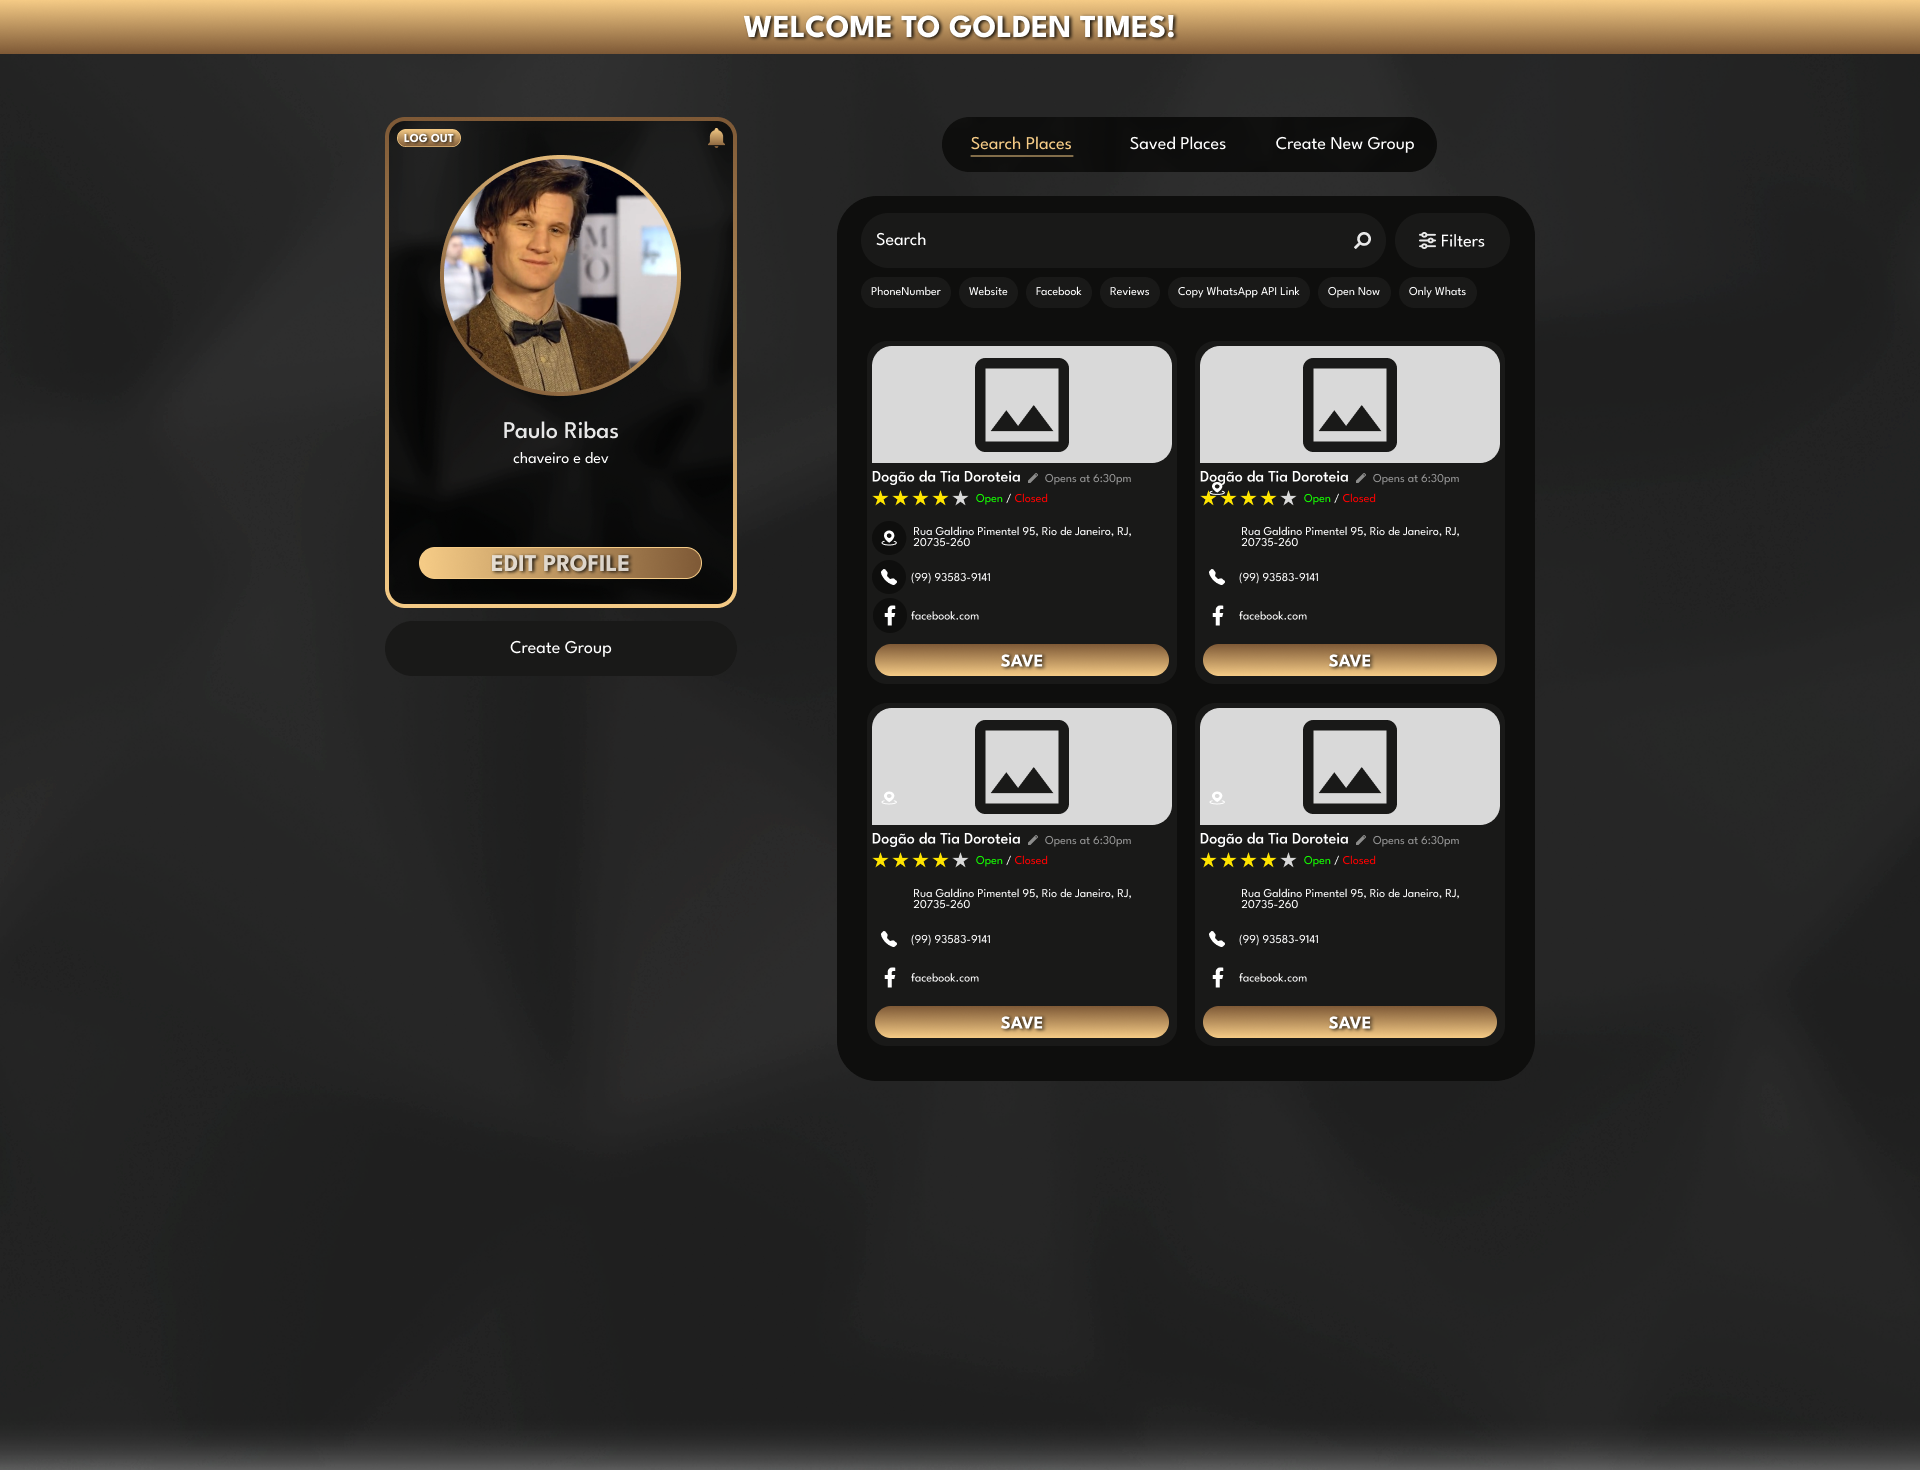 WELCOME TO GOLDEN TIMES!
LOG OUT
M
O
Paulo Ribas
chaveiro e dev
EDIT PROFILE
Create Group
Search Places Saved Places Create New Group
Search
Filters
PhoneNumber Website Facebook Reviews Copy WhatsApp API Link Open Now Only Whats
Dogão da Tia Doroteia Opens at 6:30pm
Open / Closed
Rua Galdino Pimentel 95, Rio de Janeiro, RJ,
20735-260
(99) 93583-9141
facebook.com
SAVE
Dogão da Tia Doroteia Opens at 6:30pm
Open / Closed
Rua Galdino Pimentel 95, Rio de Janeiro, RJ,
20735-260
(99) 93583-9141
facebook.com
SAVE
Dogão da Tia Doroteia Opens at 6:30pm
Open / Closed
Rua Galdino Pimentel 95, Rio de Janeiro, RJ,
20735-260
(99) 93583-9141
facebook.com
SAVE
Dogão da Tia Doroteia Opens at 6:30pm
Open / Closed
Rua Galdino Pimentel 95, Rio de Janeiro, RJ,
20735-260
(99) 93583-9141
facebook.com
SAVE